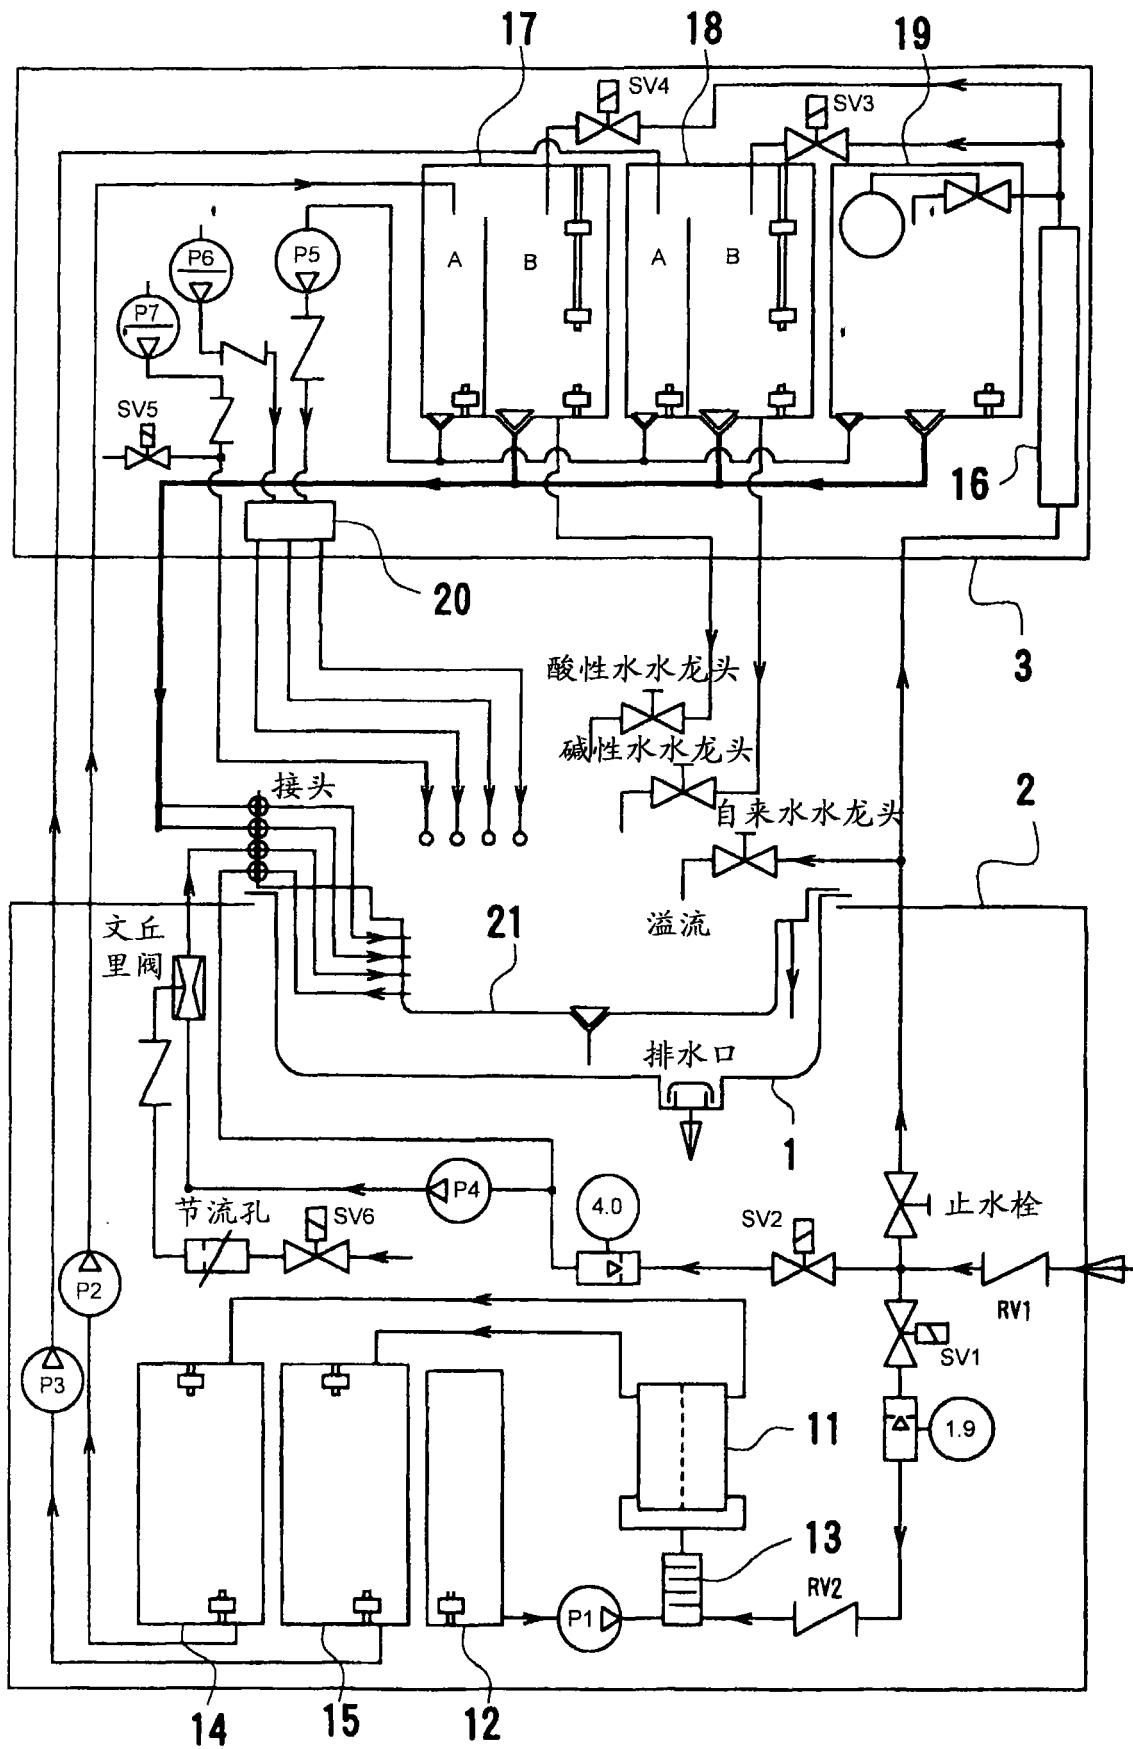 17
18
19
SV4
SV3
P6
P5
P7
A
B
A
B
SV5
16
20
3
酸性水水龙头
碱性水水龙头
接头
自来水水龙头
2
文丘
里阀
21
溢流
排水口
1
P4
4.0
节流孔
SV6
SV2
止水栓
P2
RV1
SV1
P3
11
1.9
13
RV2
P1
14
15
12